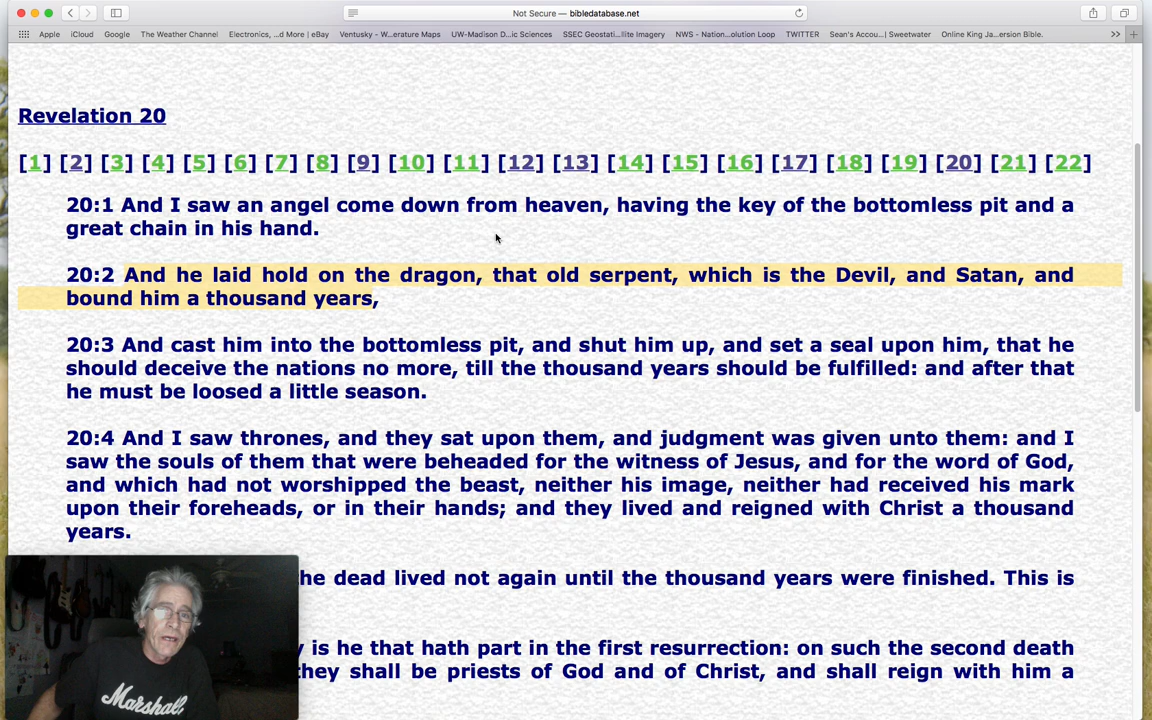 Not Secure — bibledatabase.net
Apple iCloud Google The Weather Channel Electronics, ...d More | eBay Ventusky - W...erature Maps UW-Madison D...ic Sciences SSEC Geostati...llite Imagery NWS - Nation...olution Loop TWITTER Sean's Accou...| Sweetwater Online King Ja...ersion Bible. >> +
Revelation 20
[1] [2] [3] [4] [5] [6] [7] [8] [9] [10] [11] [12] [13] [14] [15] [16] [17] [18] [19] [20] [21] [22]
20:1 And I saw an angel come down from heaven, having the key of the bottomless pit and a
great chain in his hand.
20:2 And he laid hold on the dragon, that old serpent, which is the Devil, and Satan, and
bound him a thousand years,
20:3 And cast him into the bottomless pit, and shut him up, and set a seal upon him, that he
should deceive the nations no more, till the thousand years should be fulfilled: and after that
he must be loosed a little season.
20:4 And I saw thrones, and they sat upon them, and judgment was given unto them: and I
saw the souls of them that were beheaded for the witness of Jesus, and for the word of God,
and which had not worshipped the beast, neither his image, neither had received his mark
upon their foreheads, or in their hands; and they lived and reigned with Christ a thousand
years.
the dead lived not again until the thousand years were finished. This is
is he that hath part in the first resurrection: on such the second death
they shall be priests of God and of Christ, and shall reign with him a
Marshall